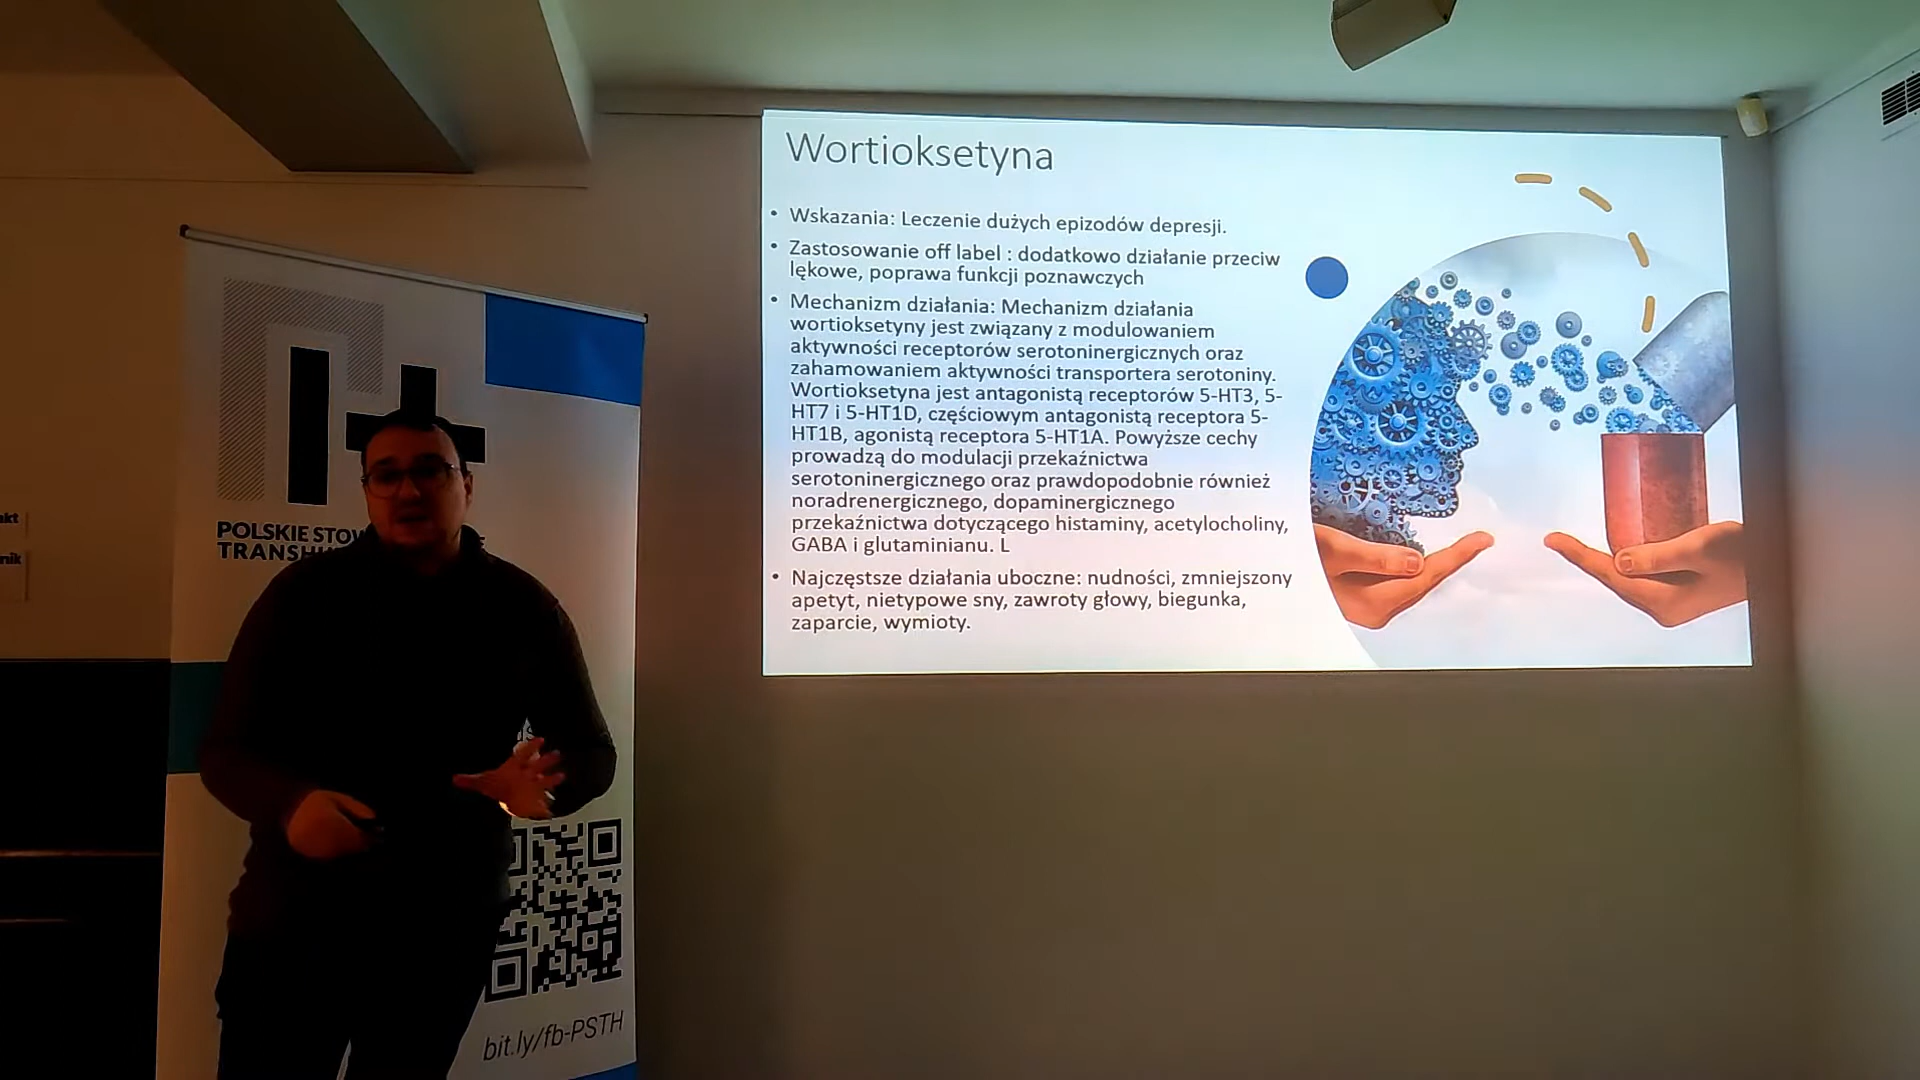 Wortioksetyna
• Wskazania: Leczenie dużych epizodów depresji.
• Zastosowanie off label : dodatkowo działanie przeciw
lękowe, poprawa funkcji poznawczych
• Mechanizm działania: Mechanizm działania
wortioksetyny jest związany z modulowaniem
aktywności receptorów serotoninergicznych oraz
zahamowaniem aktywności transportera serotoniny.
Wortioksetyna jest antagonistą receptorów 5-HT3, 5-
HT7 i 5-HT1D, częściowym antagonistą receptora 5-
HT1B, agonistą receptora 5-HT1A. Powyższe cechy
prowadzą do modulacji przekaźnictwa
serotoninergicznego oraz prawdopodobnie również
noradrenergicznego, dopaminergicznego
przekaźnictwa dotyczącego histaminy, acetylocholiny,
GABA i glutaminianu. L
• Najczęstsze działania uboczne: nudności, zmniejszony
apetyt, nietypowe sny, zawroty głowy, biegunka,
zaparcie, wymioty.
POLSKIE
bit.ly/fb-PSTH